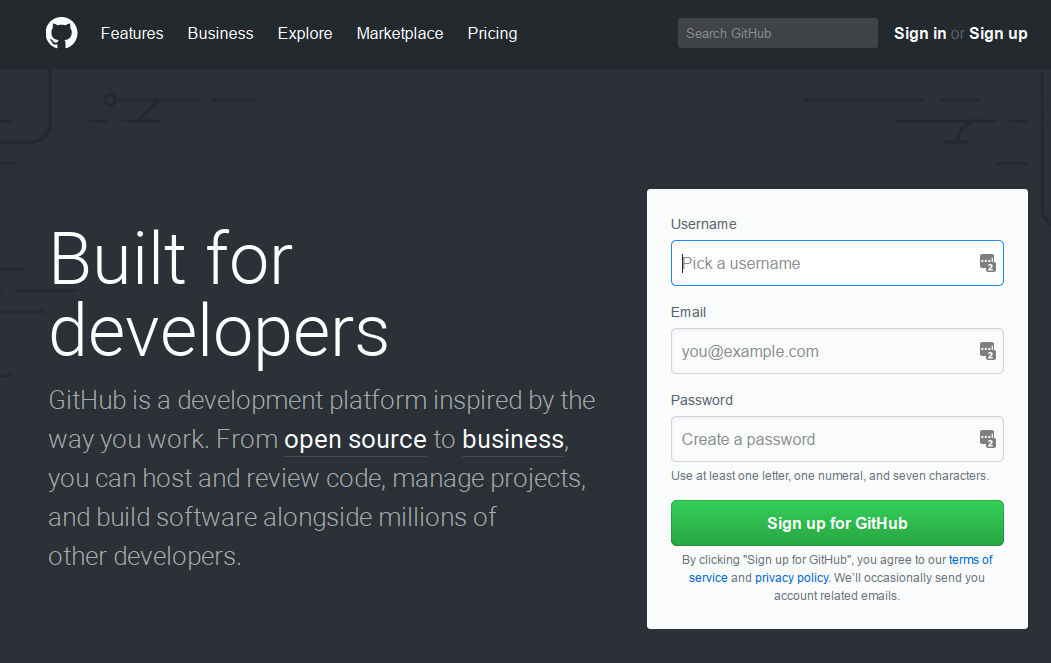 Features Business Explore Marketplace Pricing Search GitHub Sign in or Sign up
Built for
developers
GitHub is a development platform inspired by the
way you work. From open source to business,
you can host and review code, manage projects,
and build software alongside millions of
other developers.
Username
Pick a username
2
Email
you@example.com
2
Password
Create a password
2
Use at least one letter, one numeral, and seven characters.
Sign up for GitHub
By clicking "Sign up for GitHub", you agree to our terms of
service and privacy policy. We’ll occasionally send you
account related emails.